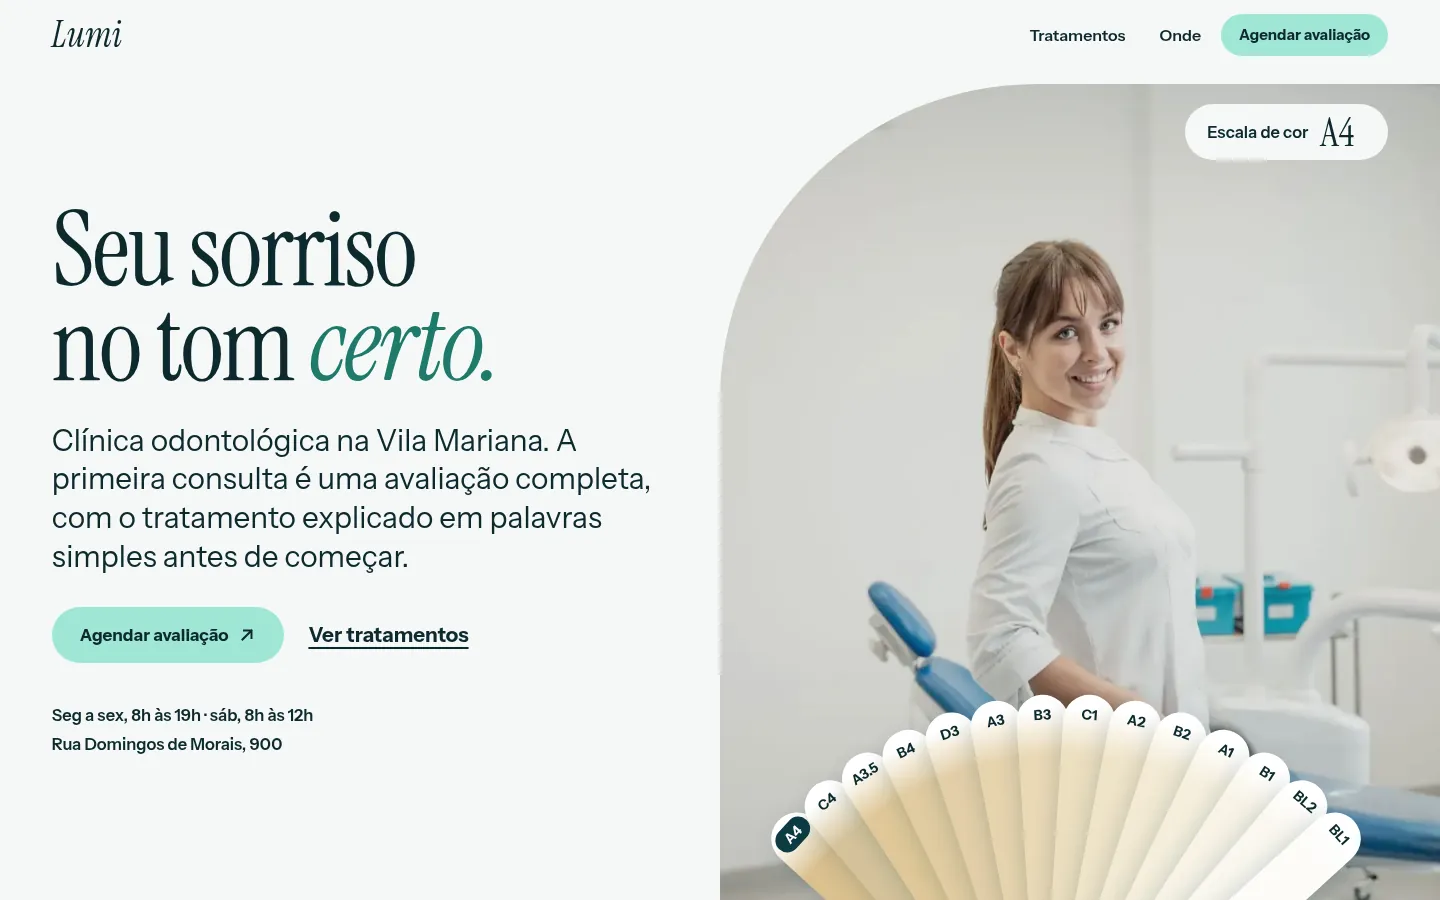 Lumi
Tratamentos
Onde
Agendar avaliação
Escala de cor A4
Seu sorriso
no tom certo.
Clínica odontológica na Vila Mariana. A
primeira consulta é uma avaliação completa,
com o tratamento explicado em palavras
simples antes de começar.
Agendar avaliação
Ver tratamentos
Seg a sex, 8h às 19h · sáb, 8h às 12h
Rua Domingos de Morais, 900
A4
C4
A3.5
B4
D3
A3
B3
C1
A2
B2
A1
B1
BL2
BL1